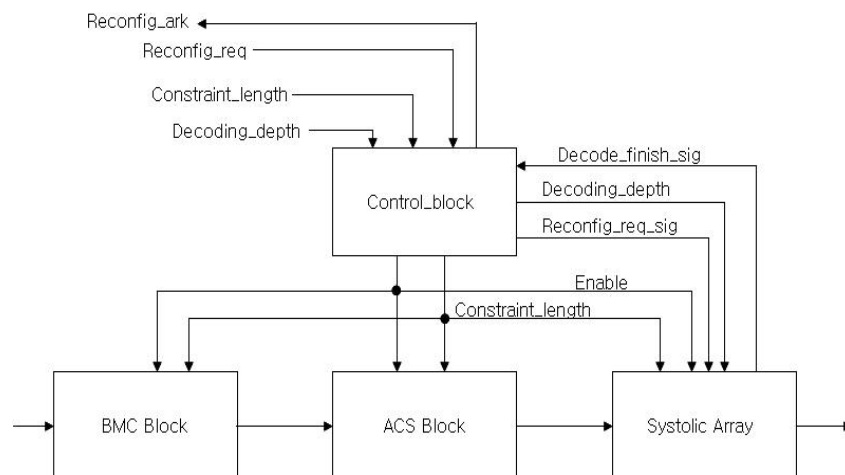 Reconfig_ark
Reconfig_req
Constraint_length
Decoding_depth
Decode_finish_sig
Control_block
Decoding_depth
Reconfig_req_sig
Enable
Constraint_length
BMC Block
ACS Block
Systolic Array